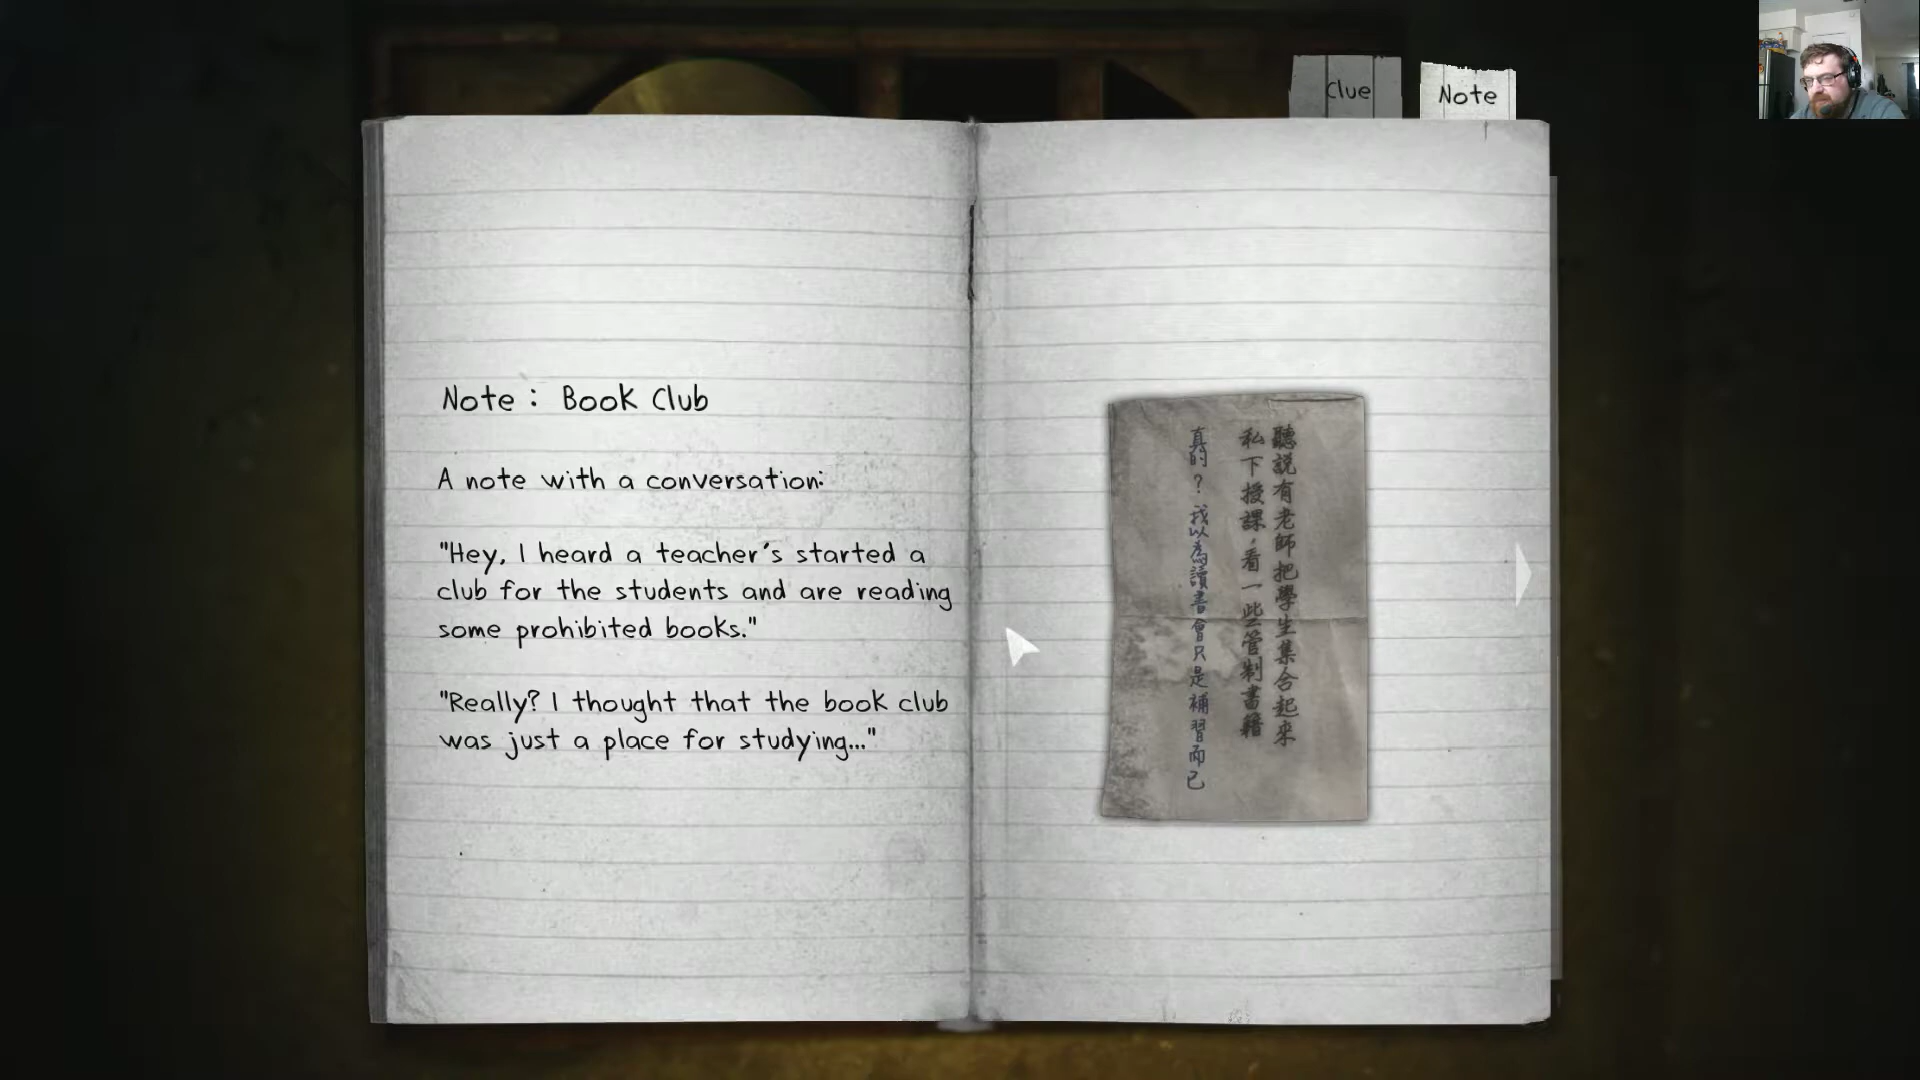 Clue
Note
Note : Book Club
A note with a conversation:
"Hey, I heard a teacher's started a
club for the students and are reading
some prohibited books."
"Really? I thought that the book club
was just a place for studying..."
聽説有老師把學生集合起來
私下授課，看一些管制書籍
真的？我以為讀書會只是補習而已